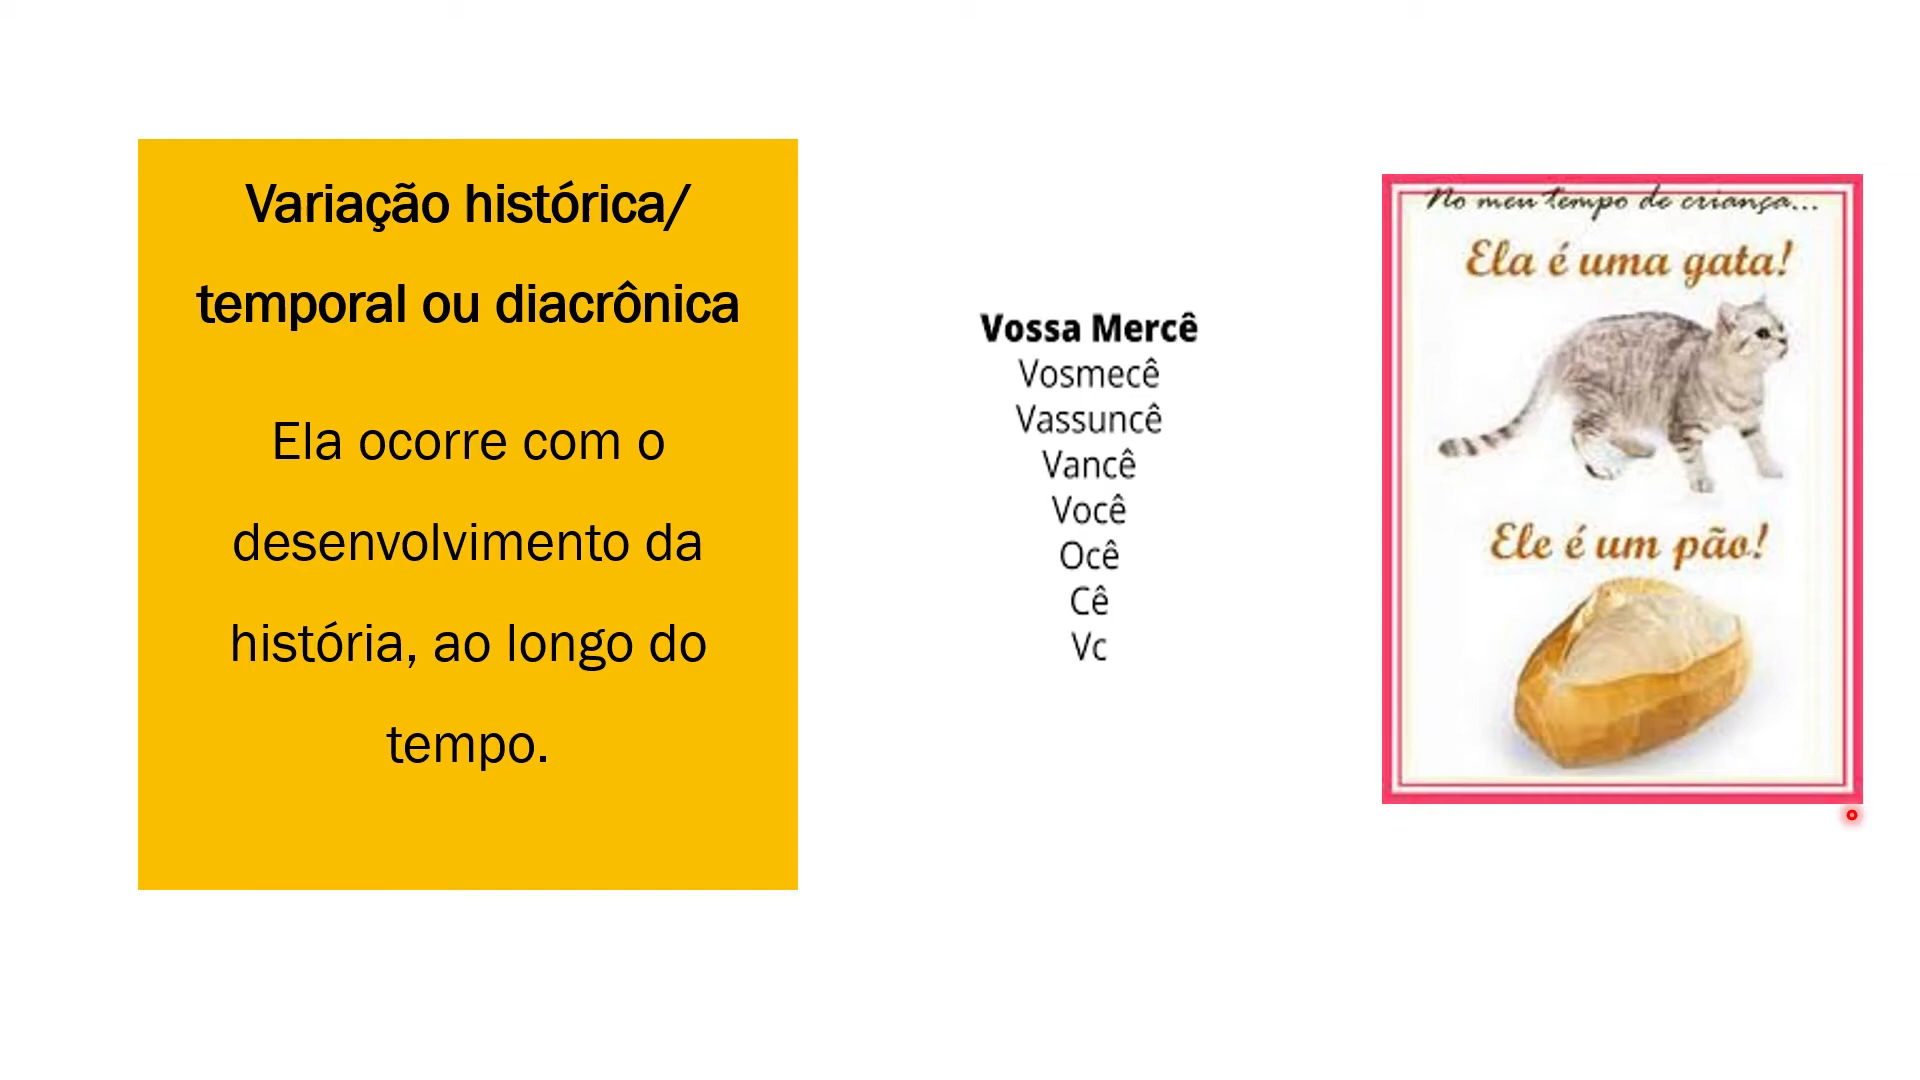 Variação histórica/
temporal ou diacrônica
Ela ocorre com o
desenvolvimento da
história, ao longo do
tempo.
Vossa Mercê
Vosmecê
Vassuncê
Vancê
Você
Ocê
Cê
Vc
No meu tempo de criança...
Ela é uma gata!
Ele é um pão!